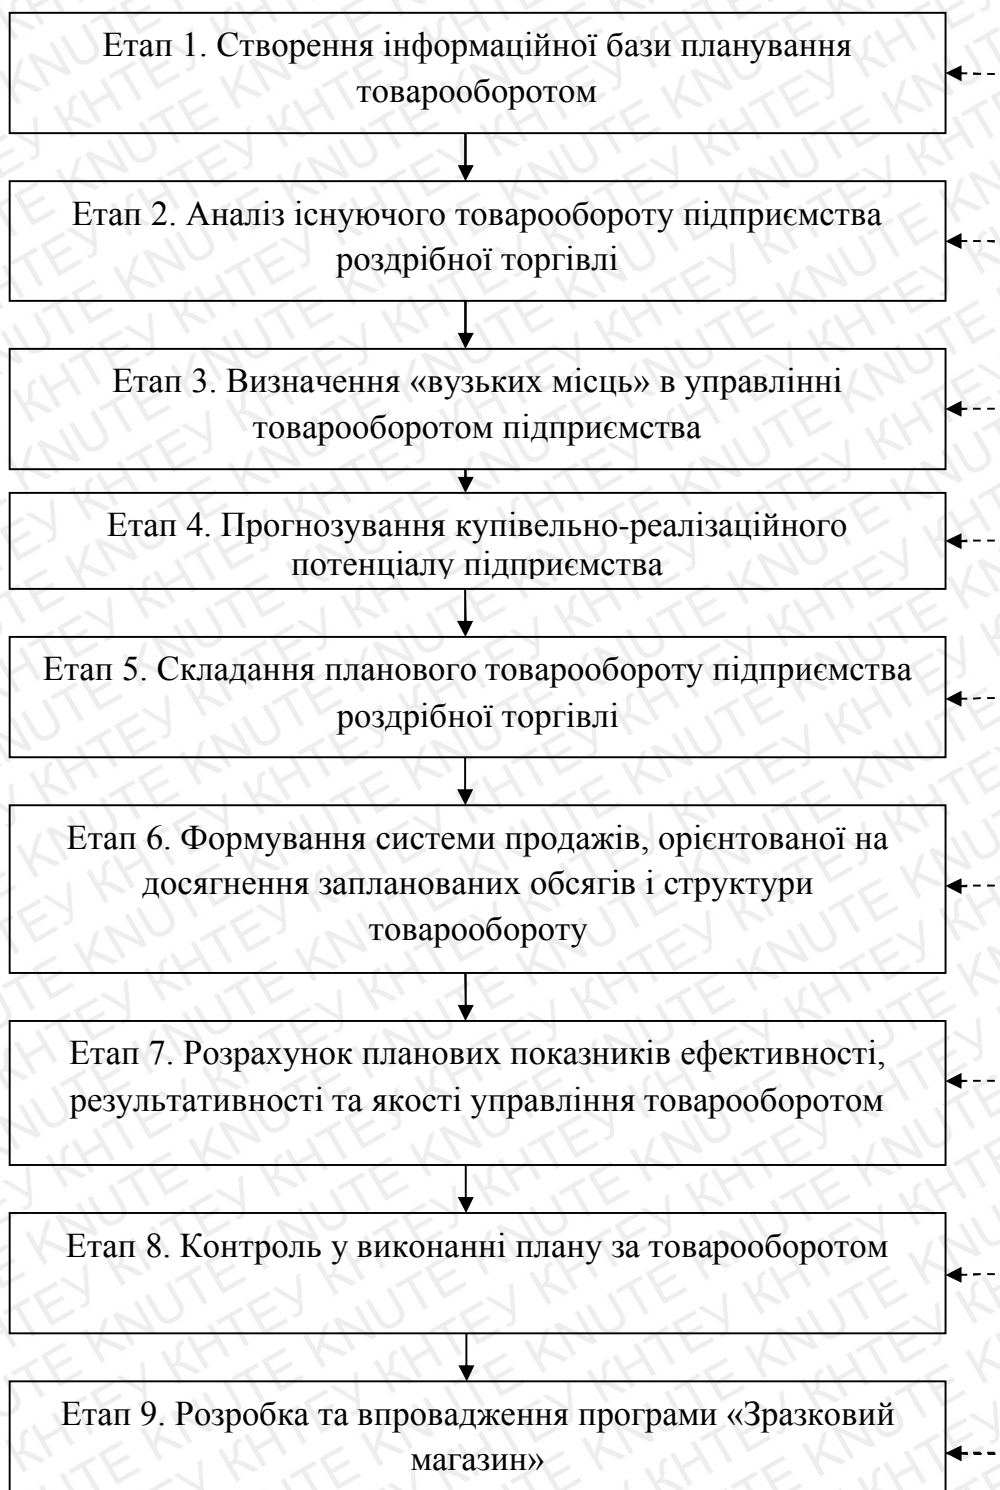 Етап 1. Створення інформаційної бази планування
товарооборотом
Етап 2. Аналіз існуючого товарообороту підприємства
роздрібної торгівлі
Етап 3. Визначення «вузьких місць» в управлінні
товарооборотом підприємства
Етап 4. Прогнозування купівельно-реалізаційного
потенціалу підприємства
Етап 5. Складання планового товарообороту підприємства
роздрібної торгівлі
Етап 6. Формування системи продажів, орієнтованої на
досягнення запланованих обсягів і структури
товарообороту
Етап 7. Розрахунок планових показників ефективності,
результативності та якості управління товарооборотом
Етап 8. Контроль у виконанні плану за товарооборотом
Етап 9. Розробка та впровадження програми «Зразковий
магазин»